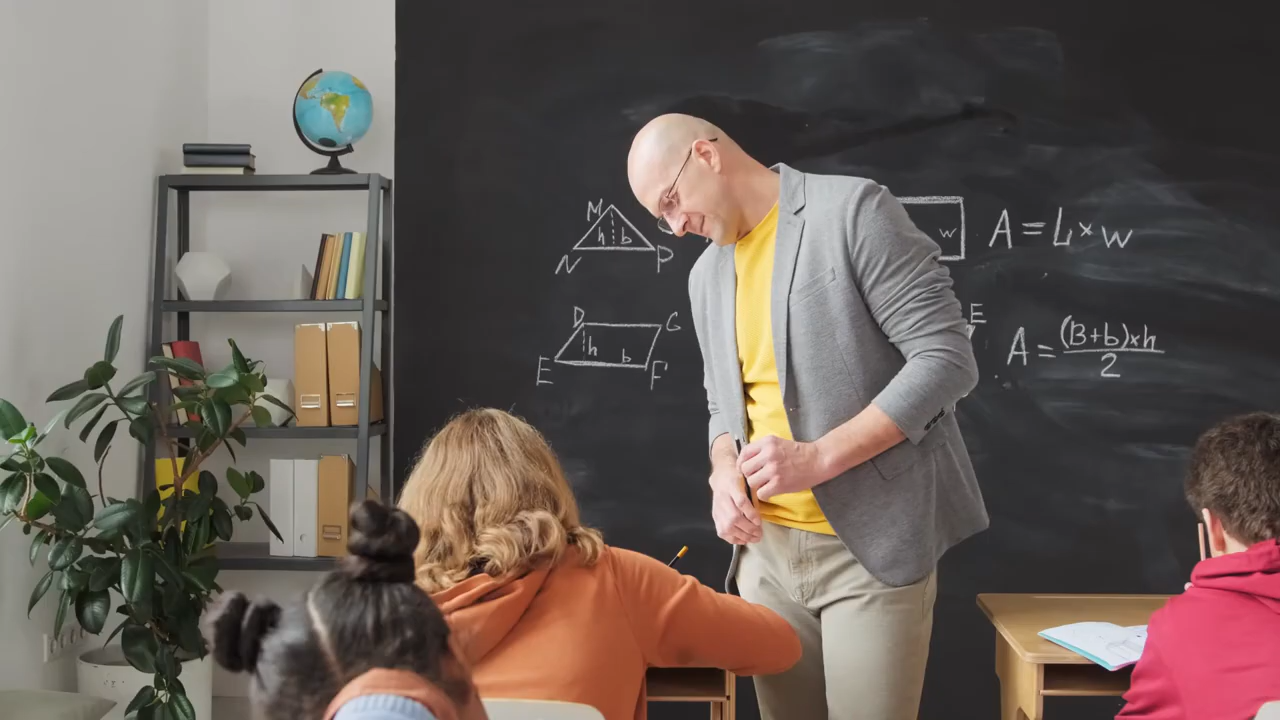 M
h b
N P
w
A = L × w
D G
h b
E F
E
A = (B+b)×h
2